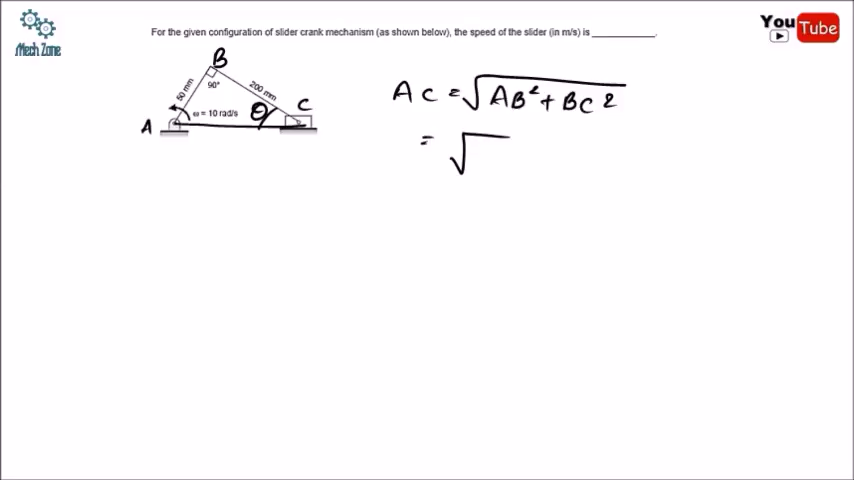 For the given configuration of slider crank mechanism (as shown below), the speed of the slider (in m/s) is ____________.
You Tube
Mech Zone
B
90°
50 mm
200 mm
ω = 10 rad/s
θ
C
A
AC = √AB² + BC²
= √